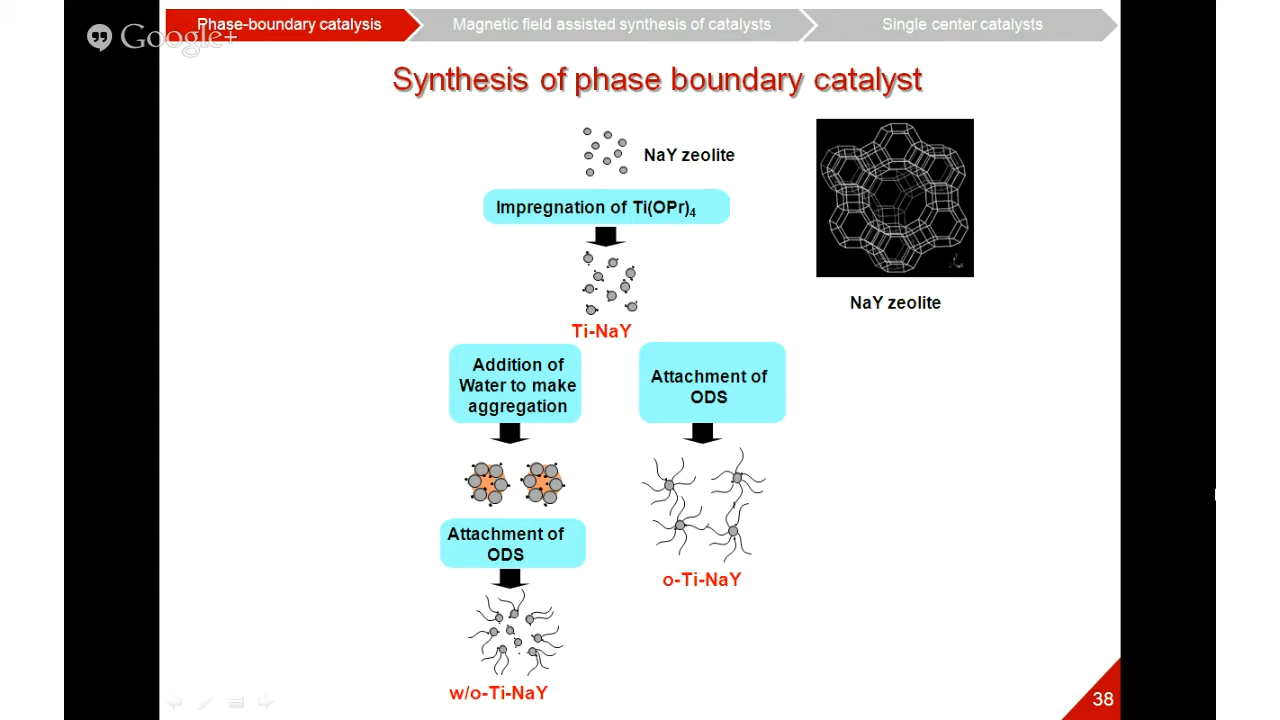 Phase-boundary catalysis
Magnetic field assisted synthesis of catalysts
Single center catalysts
Google+
Synthesis of phase boundary catalyst
NaY zeolite
Impregnation of Ti(OPr)₄
NaY zeolite
Ti-NaY
Addition of
Water to make
aggregation
Attachment of
ODS
Attachment of
ODS
o-Ti-NaY
w/o-Ti-NaY
38